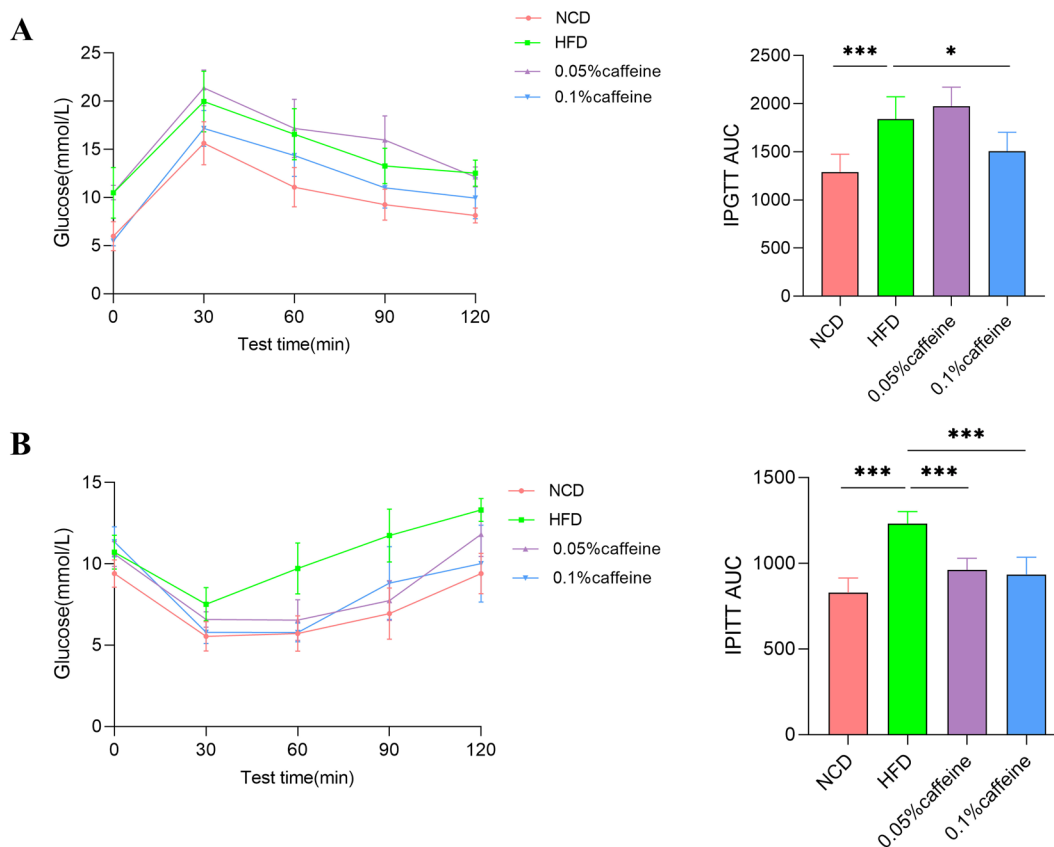 A
Glucose(mmol/L)
25
20
15
10
5
0
0 30 60 90 120
Test time(min)
NCD
HFD
0.05%caffeine
0.1%caffeine
IPGTT AUC
2500
2000
1500
1000
500
0
*** *
NCD HFD 0.05%caffeine 0.1%caffeine
B
Glucose(mmol/L)
15
10
5
0
0 30 60 90 120
Test time(min)
NCD
HFD
0.05%caffeine
0.1%caffeine
IPITT AUC
1500
1000
500
0
***
*** ***
NCD HFD 0.05%caffeine 0.1%caffeine